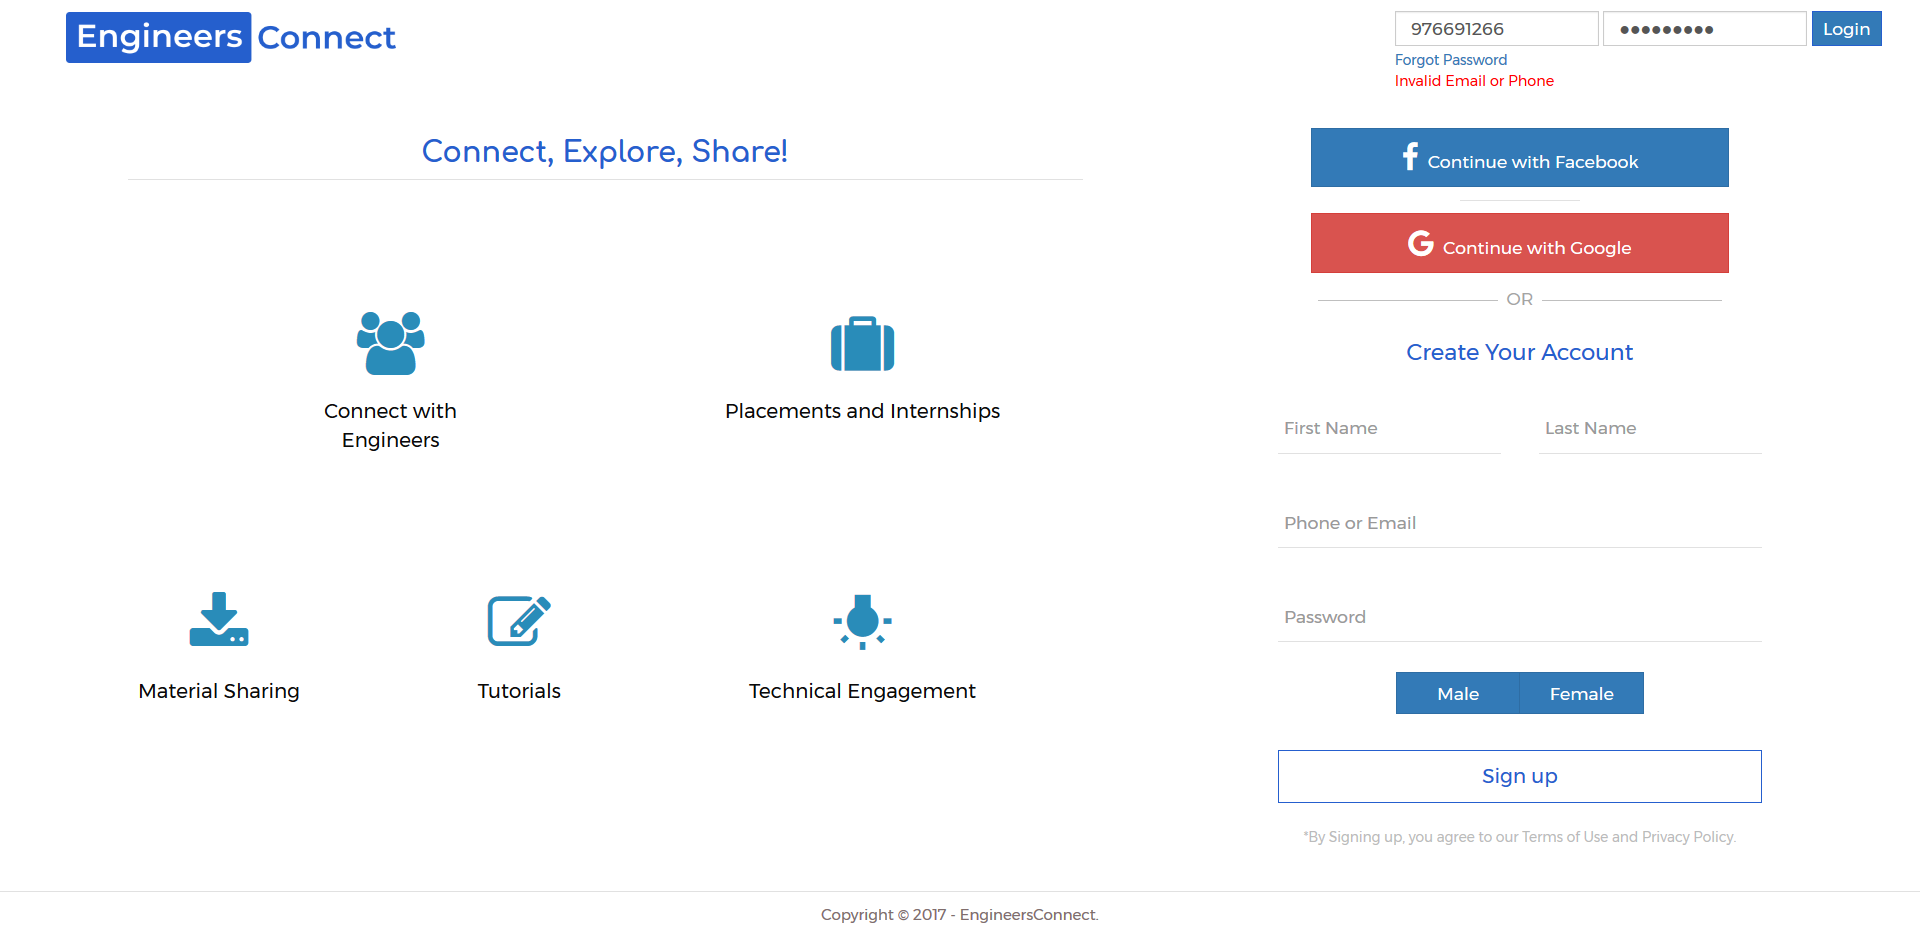 Engineers Connect
976691266
●●●●●●●●●
Login
Forgot Password
Invalid Email or Phone
Connect, Explore, Share!
Connect with
Engineers
Placements and Internships
Material Sharing
Tutorials
Technical Engagement
Continue with Facebook
Continue with Google
OR
Create Your Account
First Name
Last Name
Phone or Email
Password
Male
Female
Sign up
*By Signing up, you agree to our Terms of Use and Privacy Policy.
Copyright © 2017 - EngineersConnect.